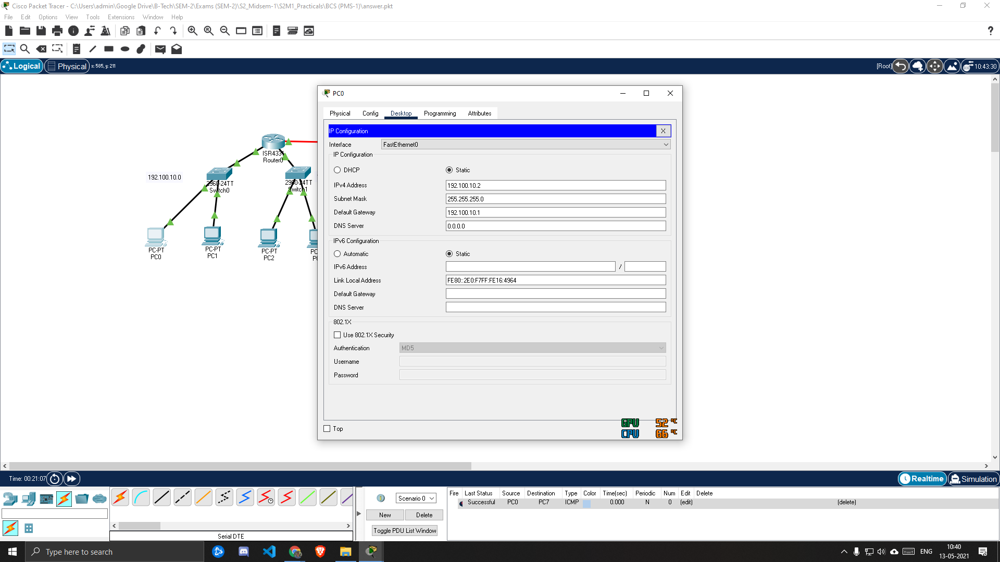 Cisco Packet Tracer - C:\Users\admin\Google Drive\B-Tech\SEM-2\Exams (SEM-2)\S2_Midsem-1\S2M1_Practicals\BCS (PMS-1)\answer.pkt
File Edit Options View Tools Extensions Window Help
?
Logical Physical x: 585, y: 211 [Root] 10:43:30
PC0
Physical Config Desktop Programming Attributes
IP Configuration X
Interface FastEthernet0
IP Configuration
DHCP Static
IPv4 Address 192.100.10.2
Subnet Mask 255.255.255.0
Default Gateway 192.100.10.1
DNS Server 0.0.0.0
IPv6 Configuration
Automatic Static
IPv6 Address /
Link Local Address FE80::2E0:F7FF:FE16:4964
Default Gateway
DNS Server
802.1X
Use 802.1X Security
Authentication MD5
Username
Password
Top
GPU 52 °C
CPU 66 °C
ISR4331
Router0
192.100.10.0
2960-24TT
Switch0
2960-24TT
Switch1
PC-PT
PC0
PC-PT
PC1
PC-PT
PC2
Time: 00:21:07 Realtime Simulation
Scenario 0
New Delete
Toggle PDU List Window
Serial DTE
Fire Last Status Source Destination Type Color Time(sec) Periodic Num Edit Delete
Successful PC0 PC7 ICMP 0.000 N 0 (edit) (delete)
Type here to search
ENG
10:40
13-05-2021